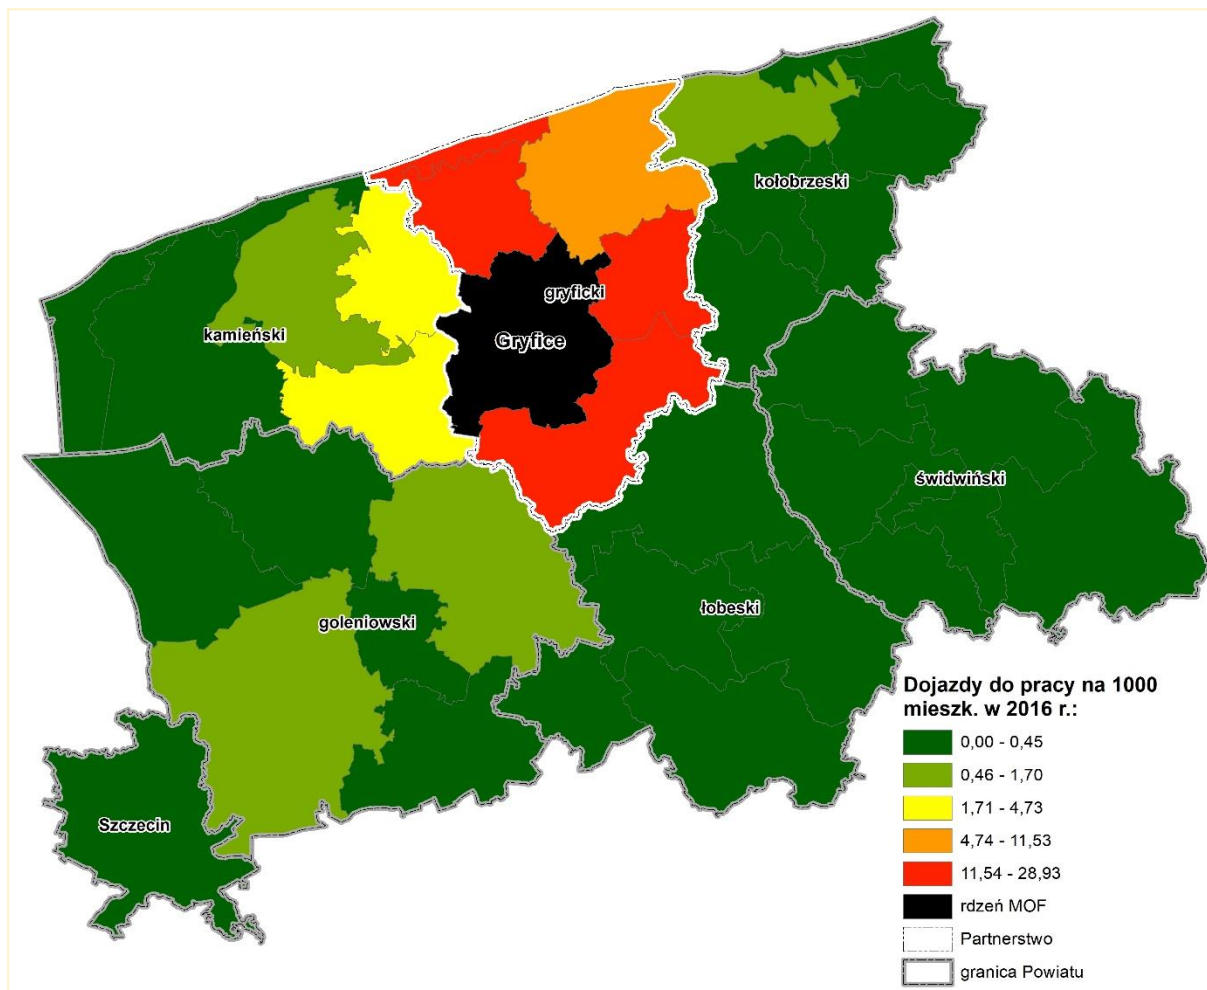 kołobrzeski
gryficki
kamieński
Gryfice
świdwiński
łobeski
goleniowski
Szczecin
Dojazdy do pracy na 1000
mieszk. w 2016 r.:
0,00 - 0,45
0,46 - 1,70
1,71 - 4,73
4,74 - 11,53
11,54 - 28,93
rdzeń MOF
Partnerstwo
granica Powiatu